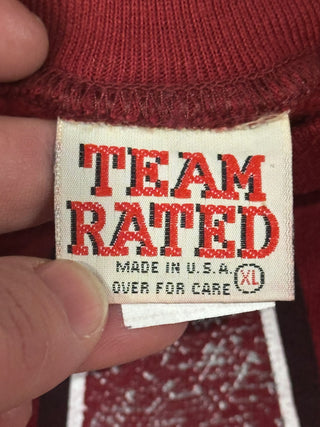 TEAM
RATED
MADE IN U.S.A.
OVER FOR CARE XL